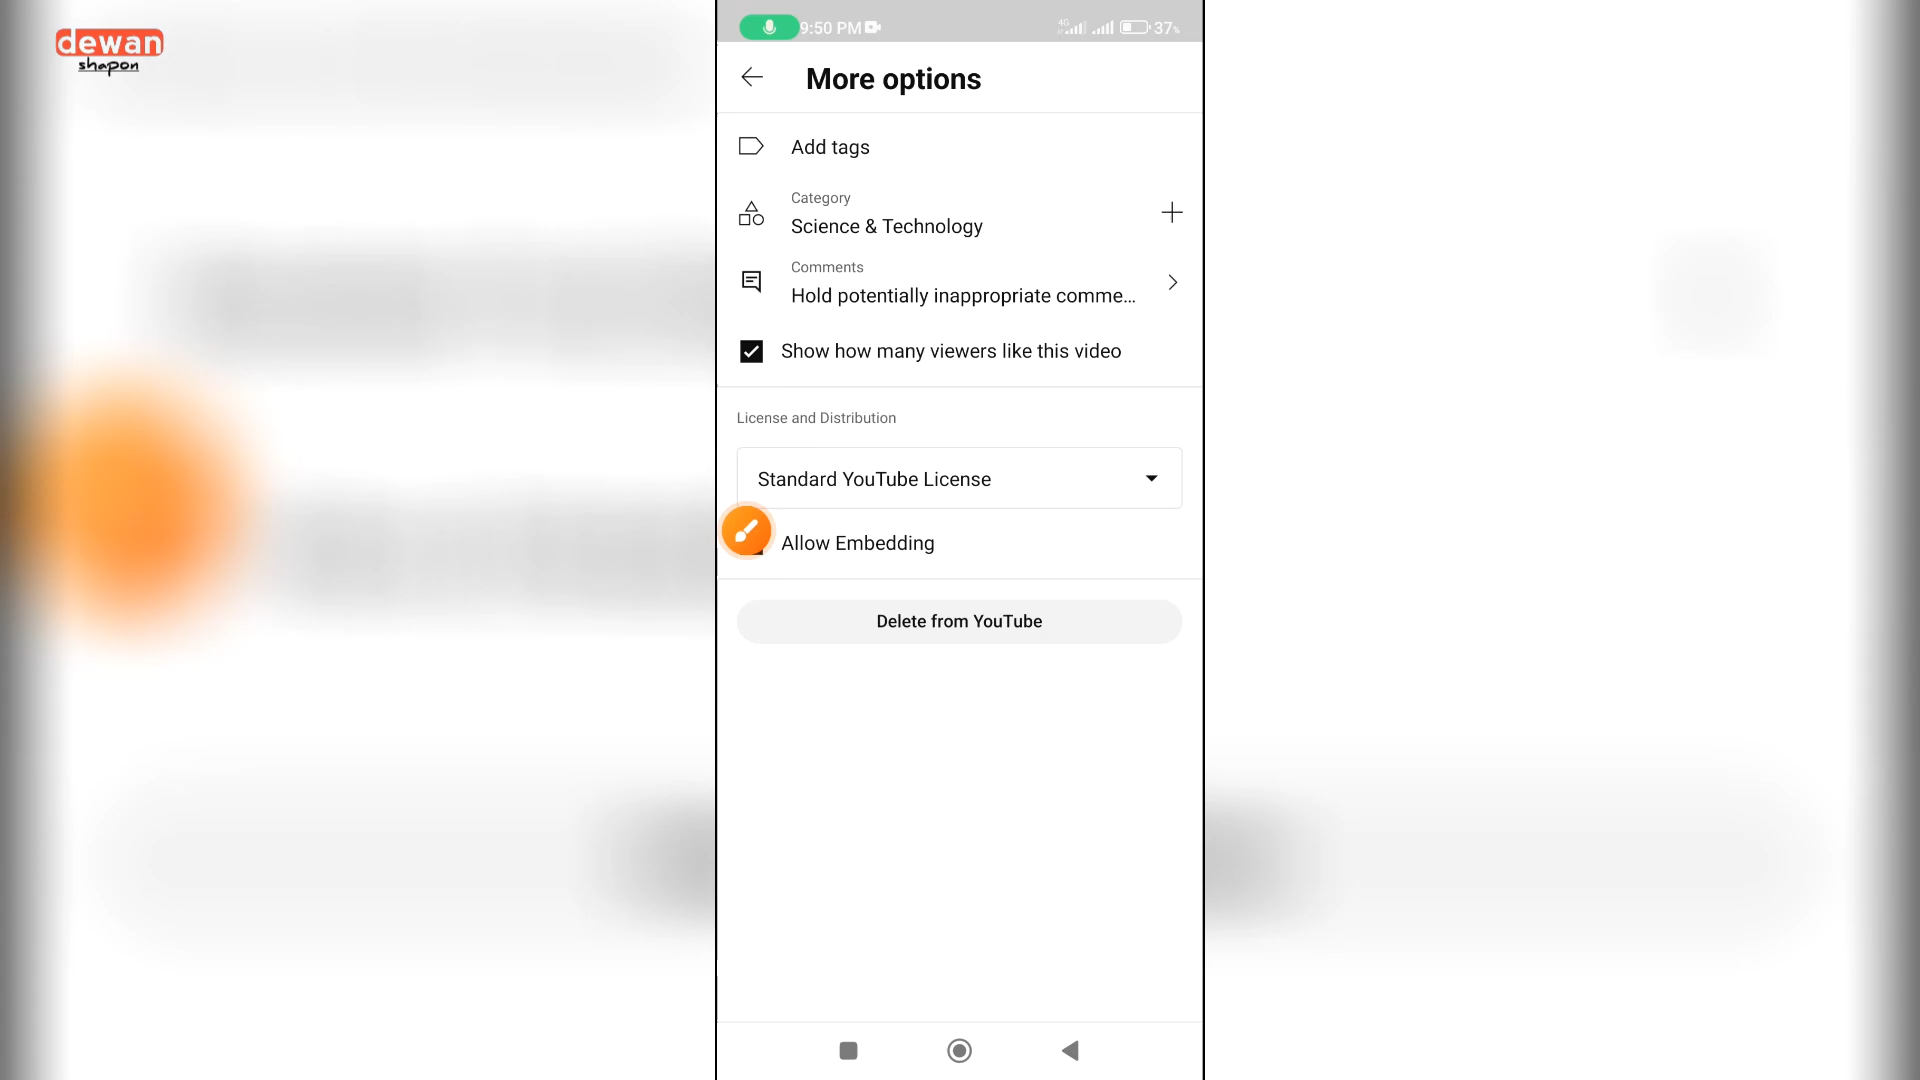 dewan
shapon
9:50 PM
4G
37%
More options
Add tags
Category
Science & Technology
Comments
Hold potentially inappropriate comme...
Show how many viewers like this video
License and Distribution
Standard YouTube License
Allow Embedding
Delete from YouTube